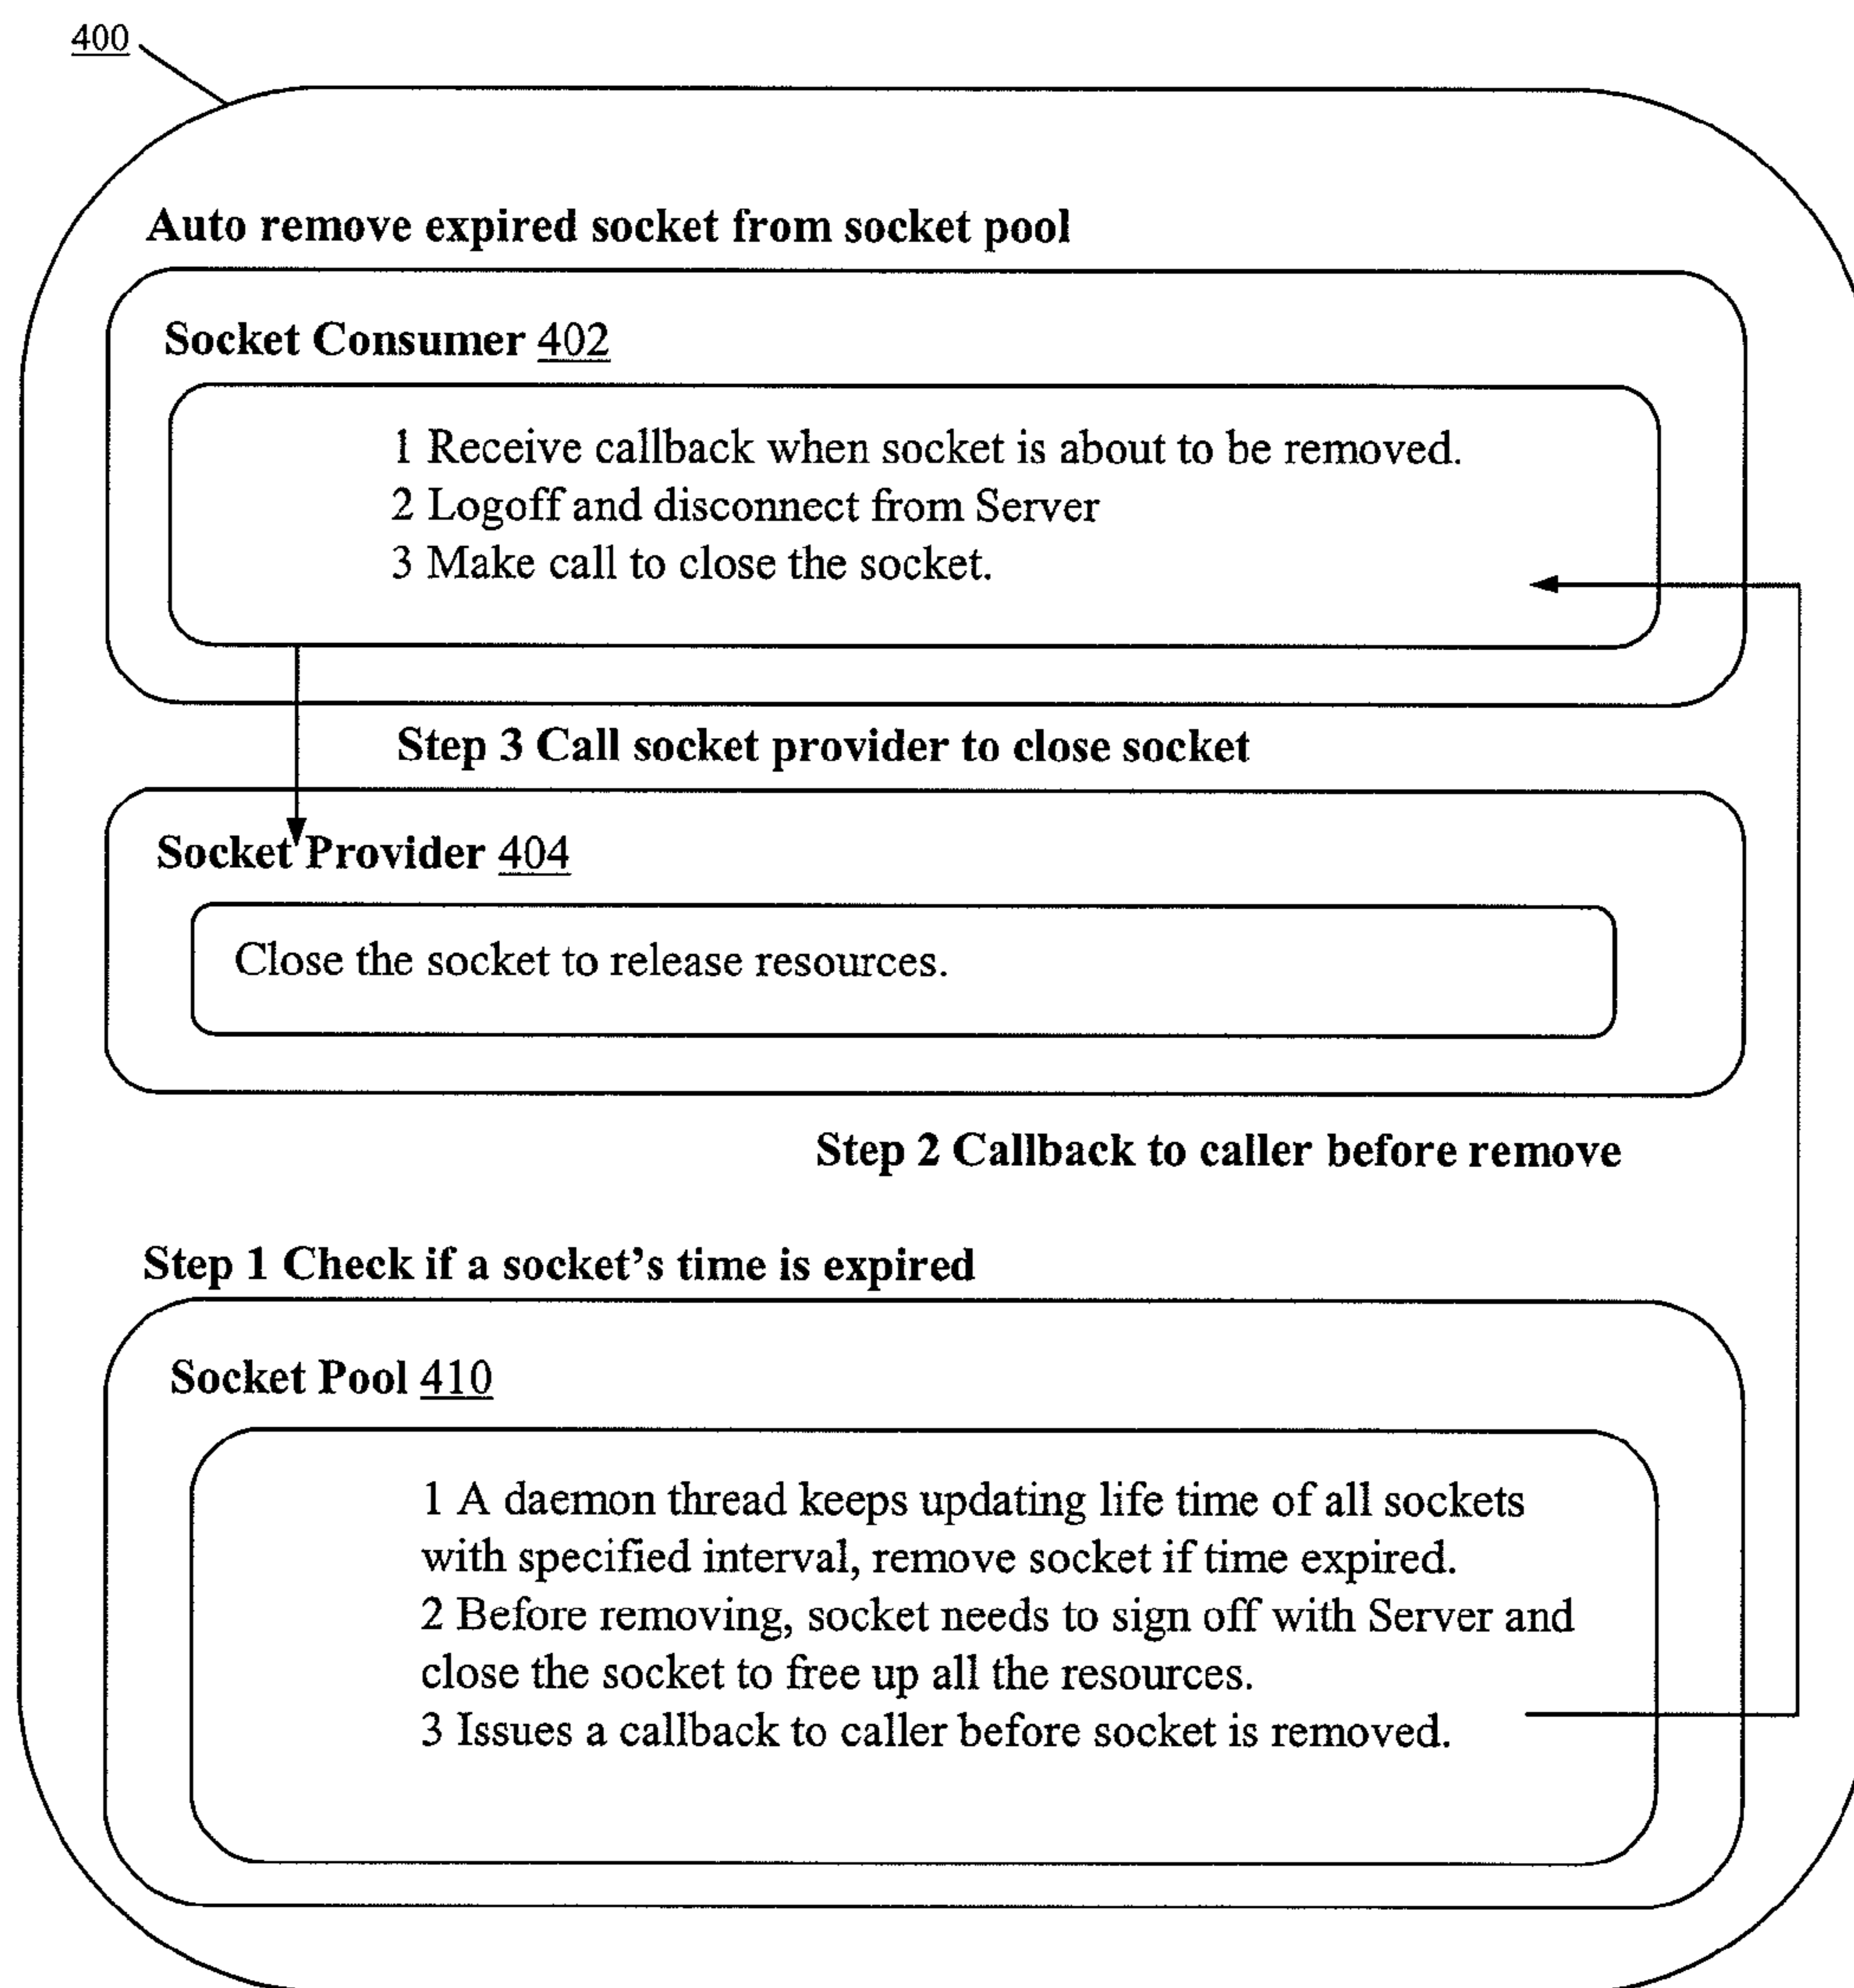 400
Auto remove expired socket from socket pool
Socket Consumer 402
1 Receive callback when socket is about to be removed.
2 Logoff and disconnect from Server
3 Make call to close the socket.
Step 3 Call socket provider to close socket
Socket Provider 404
Close the socket to release resources.
Step 2 Callback to caller before remove
Step 1 Check if a socket's time is expired
Socket Pool 410
1 A daemon thread keeps updating life time of all sockets
with specified interval, remove socket if time expired.
2 Before removing, socket needs to sign off with Server and
close the socket to free up all the resources.
3 Issues a callback to caller before socket is removed.